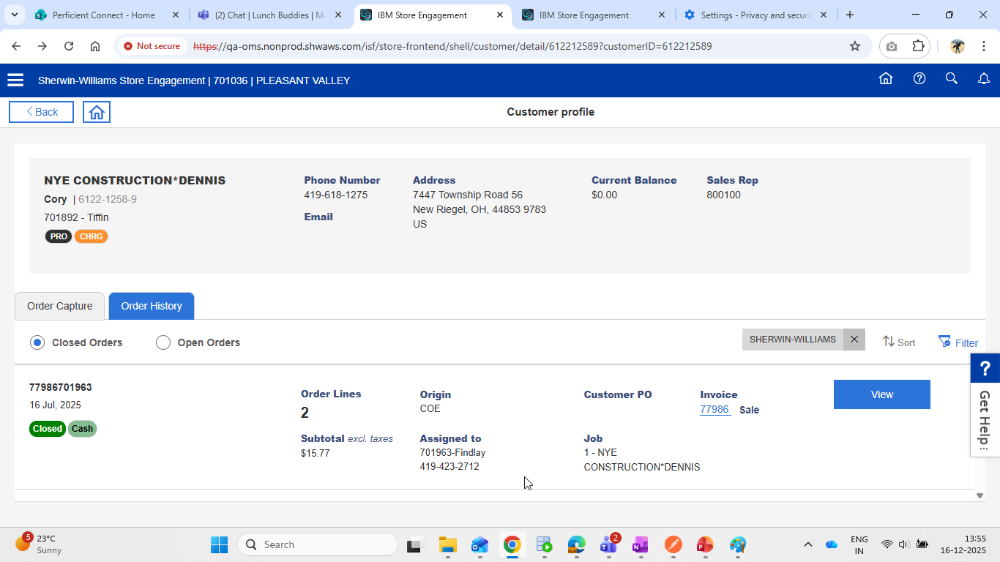 Perficient Connect - Home
(2) Chat | Lunch Buddies | Mi
IBM Store Engagement
IBM Store Engagement
Settings - Privacy and securi
Not secure
https://qa-oms.nonprod.shwaws.com/isf/store-frontend/shell/customer/detail/612212589?customerID=612212589
Sherwin-Williams Store Engagement | 701036 | PLEASANT VALLEY
Back
Customer profile
NYE CONSTRUCTION*DENNIS
Cory | 6122-1258-9
701892 - Tiffin
PRO CHRG
Phone Number
419-618-1275
Email
Address
7447 Township Road 56
New Riegel, OH, 44853 9783
US
Current Balance
$0.00
Sales Rep
800100
Order Capture
Order History
Closed Orders
Open Orders
SHERWIN-WILLIAMS
Sort
Filter
77986701963
16 Jul, 2025
Closed Cash
Order Lines
2
Subtotal excl. taxes
$15.77
Origin
COE
Assigned to
701963-Findlay
419-423-2712
Customer PO
Job
1 - NYE
CONSTRUCTION*DENNIS
Invoice
77986 Sale
View
?
Get Help
5
23°C
Sunny
Search
2
ENG
IN
13:55
16-12-2025